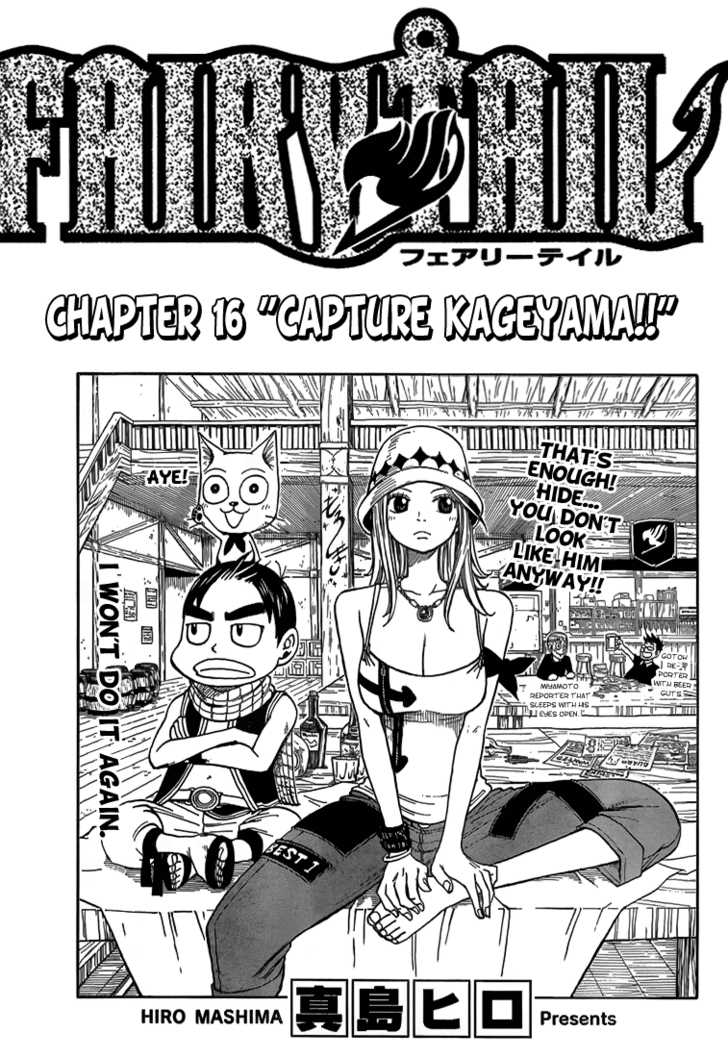 FAIRY TAIL
フェアリーテイル
CHAPTER 16 "CAPTURE KAGEYAMA!!"
AYE!
THAT'S
ENOUGH!
HIDE...
YOU DON'T
LOOK
LIKE HIM
ANYWAY!!
I WON'T DO IT AGAIN.
GOTOH
RE-
PORTER
WITH BEER
GUTS.
MIYAMOTO
REPORTER THAT
SLEEPS WITH HIS
EYES OPEN.
BEST 1
HIRO MASHIMA 真島ヒロ Presents